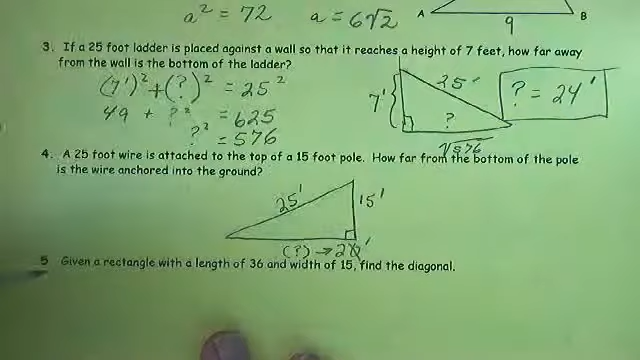 a² = 72 a = 6√2 A 9 B
3. If a 25 foot ladder is placed against a wall so that it reaches a height of 7 feet, how far away
from the wall is the bottom of the ladder?
(7')² + (?)² = 25²
49 + ?² = 625
?² = 576
7' 25' ? √576
? = 24'
4. A 25 foot wire is attached to the top of a 15 foot pole. How far from the bottom of the pole
is the wire anchored into the ground?
25' 15'
(?) → 20'
5 Given a rectangle with a length of 36 and width of 15, find the diagonal.